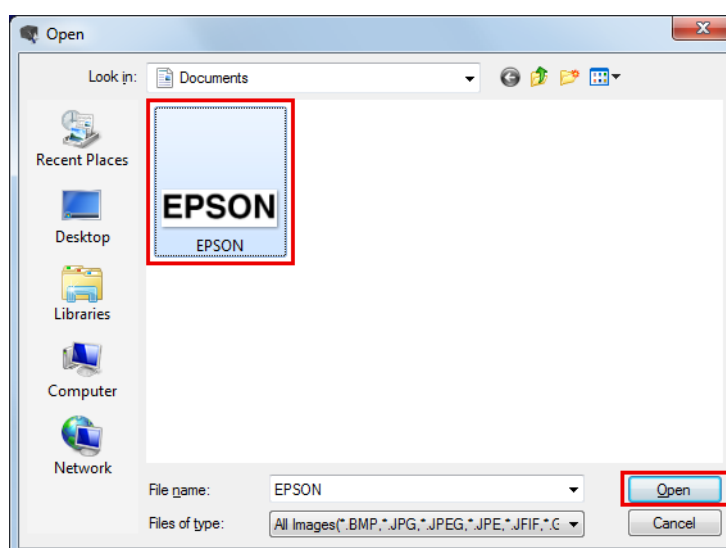 Open
Look in:
Documents
Recent Places
Desktop
Libraries
Computer
Network
EPSON
EPSON
File name:
EPSON
Open
Files of type:
All Images(*.BMP,*.JPG,*.JPEG,*.JPE,*.JFIF,*.G
Cancel